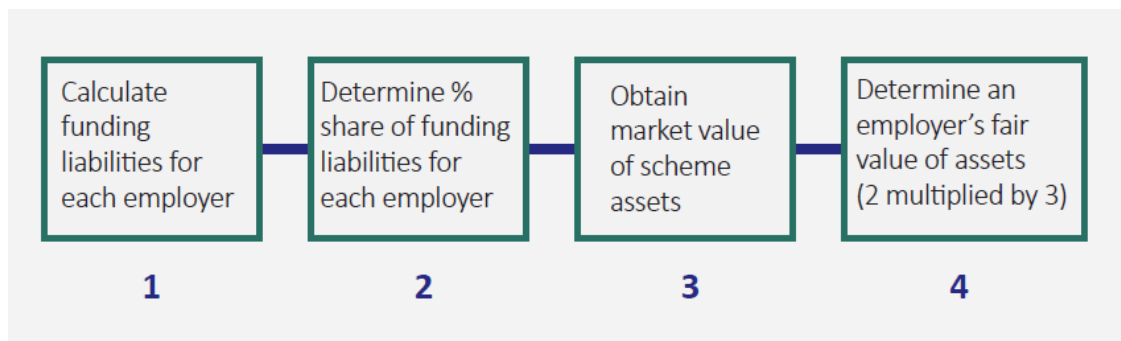 Calculate
funding
liabilities for
each employer
1
Determine %
share of funding
liabilities for
each employer
2
Obtain
market value
of scheme
assets
3
Determine an
employer’s fair
value of assets
(2 multiplied by 3)
4